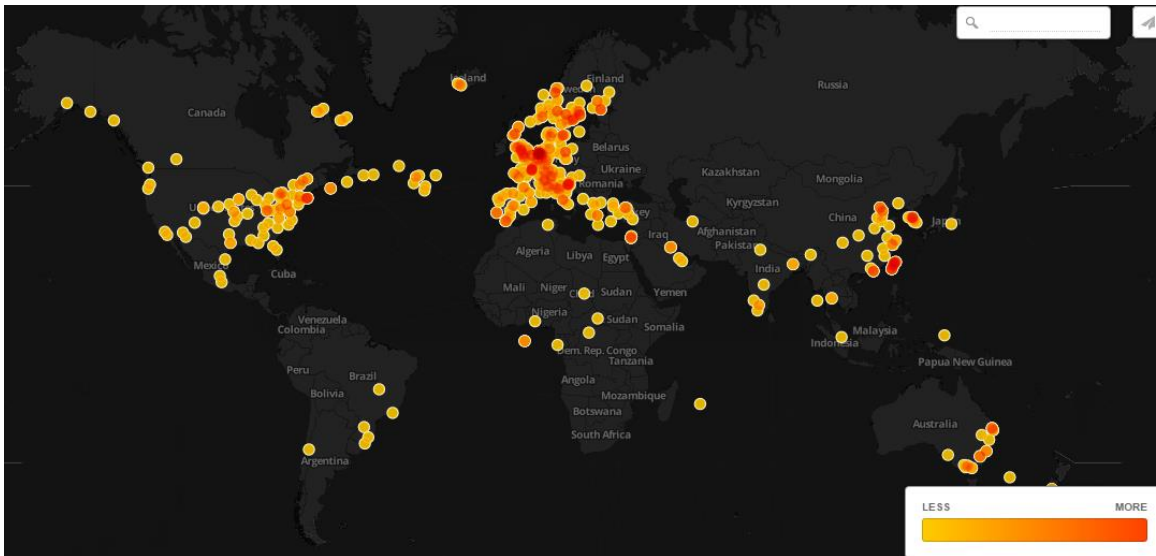 Iceland
Finland
Sweden
Russia
Canada
Belarus
Ukraine
Kazakhstan
Romania
Mongolia
Kyrgyzstan
China
Japan
Iraq
Afghanistan
Pakistan
Algeria
Libya
Egypt
Mexico
Cuba
India
Mali
Niger
Chad
Sudan
Yemen
Nigeria
Sudan
Somalia
Venezuela
Colombia
Malaysia
Indonesia
Dem. Rep. Congo
Tanzania
Papua New Guinea
Peru
Brazil
Bolivia
Angola
Mozambique
Botswana
South Africa
Australia
Argentina
LESS
MORE